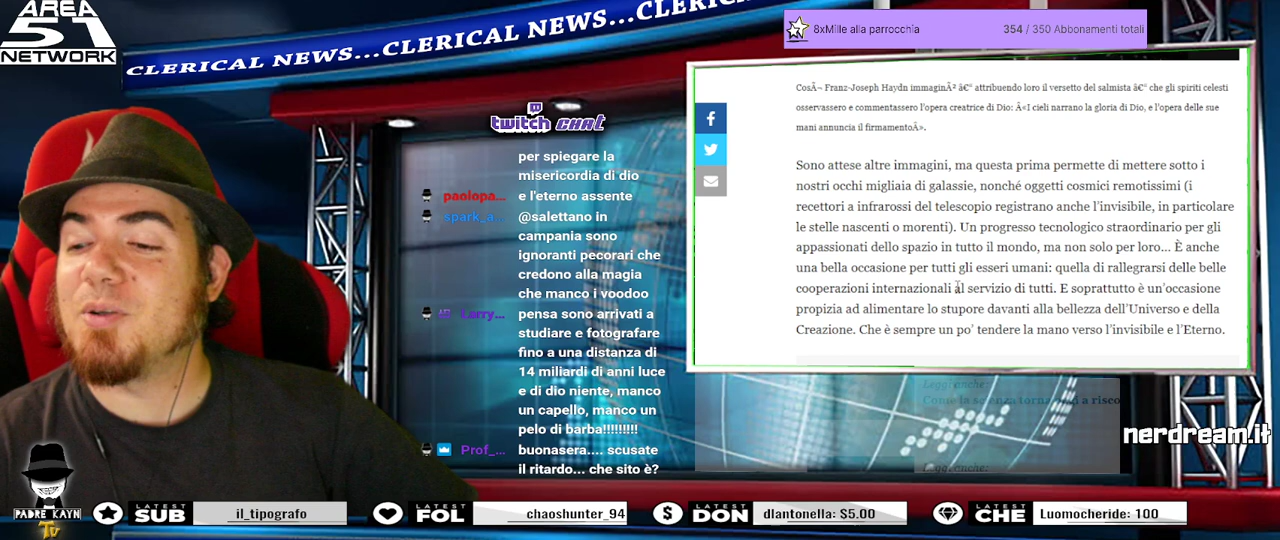 AREA
51
NETWORK
CLERICAL NEWS...CLERICAL NEWS...CLERIC
8xMille alla parrocchia 354 / 350 Abbonamenti totali
twitch CHAT
per spiegare la
misericordia di dio
paolopa... e l'eterno assente
spark_a... @salettano in
campania sono
ignoranti pecorari che
credono alla magia
che manco i voodoo
Larry... pensa sono arrivati a
studiare e fotografare
fino a una distanza di
14 miliardi di anni luce
e di dio niente, manco
un capello, manco un
pelo di barba!!!!!!!!!
Prof_... buonasera.... scusate
il ritardo... che sito è?
CosÃ¬ Franz-Joseph Haydn immaginÃ² â€“ attribuendo loro il versetto del salmista â€“ che gli spiriti celesti
osservassero e commentassero l'opera creatrice di Dio: Â«I cieli narrano la gloria di Dio, e l'opera delle sue
mani annuncia il firmamentoÂ».
Sono attese altre immagini, ma questa prima permette di mettere sotto i
nostri occhi migliaia di galassie, nonché oggetti cosmici remotissimi (i
recettori a infrarossi del telescopio registrano anche l'invisibile, in particolare
le stelle nascenti o morenti). Un progresso tecnologico straordinario per gli
appassionati dello spazio in tutto il mondo, ma non solo per loro... È anche
una bella occasione per tutti gli esseri umani: quella di rallegrarsi delle belle
cooperazioni internazionali al servizio di tutti. E soprattutto è un'occasione
propizia ad alimentare lo stupore davanti alla bellezza dell'Universo e della
Creazione. Che è sempre un po' tendere la mano verso l'invisibile e l'Eterno.
Leggi anche:
Come la scienza torna a risco
Leggi anche:
nerdream.it
PADRE KAYN
TV
LATEST SUB il_tipografo
LATEST FOL chaoshunter_94
LATEST DON dlantonella: $5.00
LATEST CHE Luomocheride: 100